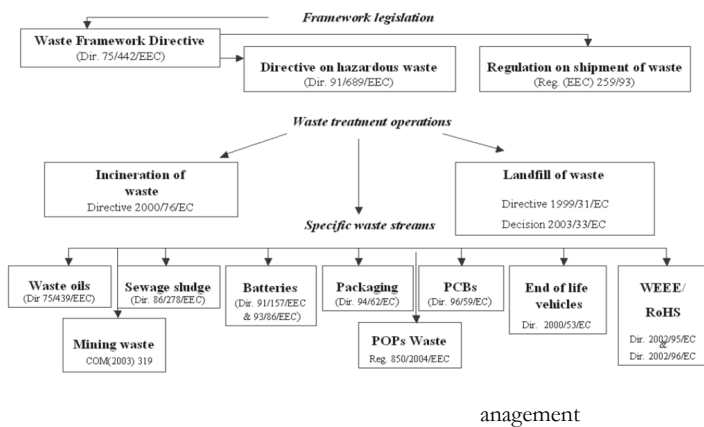 Framework legislation
Waste Framework Directive
(Dir. 75/442/EEC)
Directive on hazardous waste
(Dir. 91/689/EEC)
Regulation on shipment of waste
(Reg. (EEC) 259/93)
Waste treatment operations
Incineration of
waste
Directive 2000/76/EC
Landfill of waste
Directive 1999/31/EC
Decision 2003/33/EC
Specific waste streams
Waste oils
(Dir 75/439/EEC)
Sewage sludge
(Dir. 86/278/EEC)
Batteries
(Dir. 91/157/EEC
& 93/86/EEC)
Packaging
(Dir. 94/62/EC)
PCBs
(Dir. 96/59/EC)
End of life
vehicles
Dir. 2000/53/EC
WEEE/
RoHS
Dir. 2002/95/EC
&
Dir. 2002/96/EC
Mining waste
COM(2003) 319
POPs Waste
Reg. 850/2004/EEC
anagement